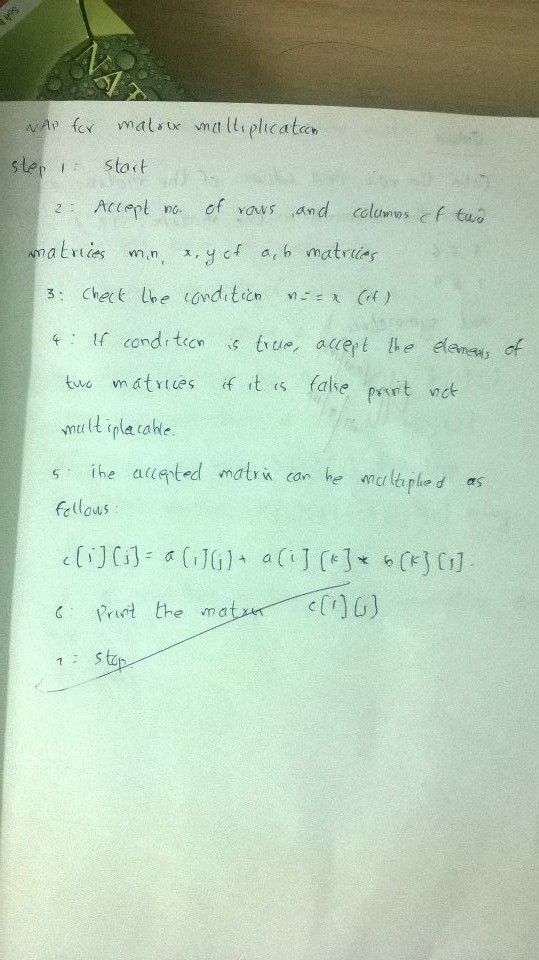 NAT
WAP for matrix multiplication
step 1: start
2: Accept no. of rows and columns of two
matrices m,n, x,y of a,b matrices
3: check the condition n==x (if)
4: If condition is true, accept the elements of
two matrices if it is false print not
multiplacable.
5: The accepted matrix can be multiplied as
follows:
c[i][j]= a[i][j]+ a[i][k]* b[k][j].
6: Print the matrix c[i][j]
7: stop.